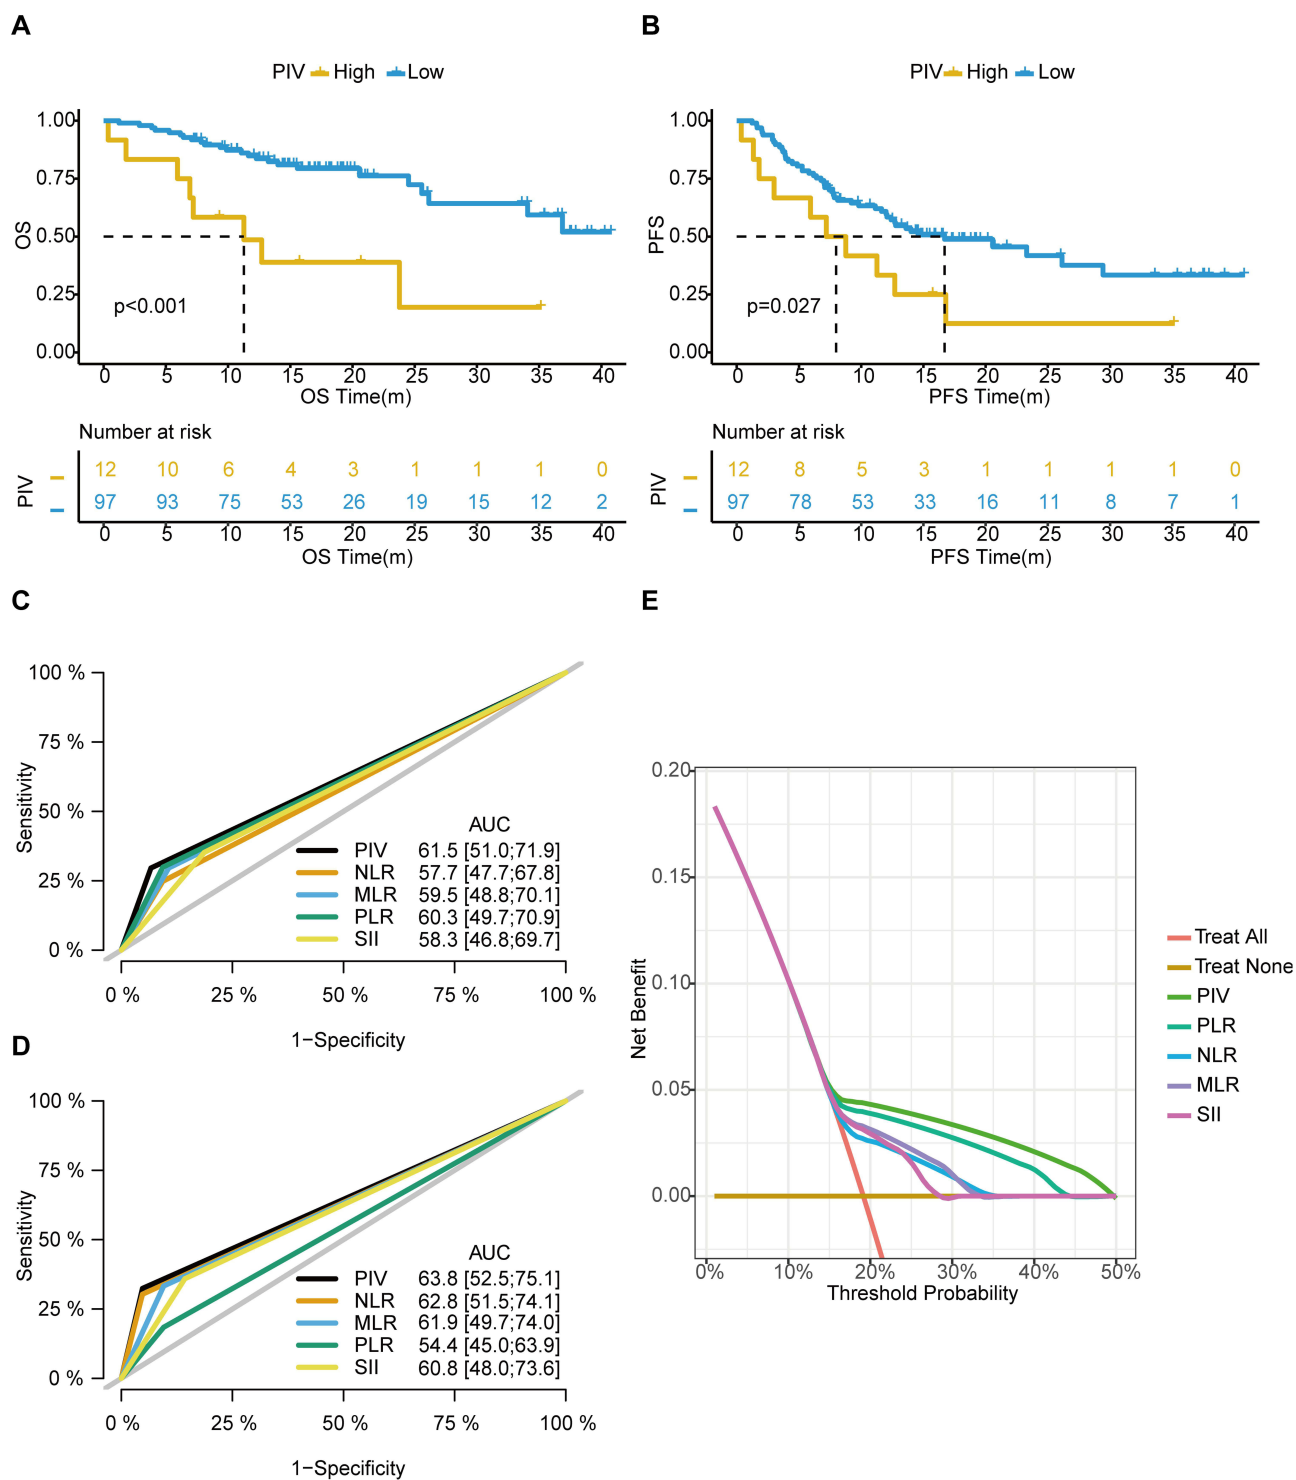 A
PIV High Low
1.00
0.75
0.50
0.25
0.00
OS
p<0.001
0 5 10 15 20 25 30 35 40
OS Time(m)
Number at risk
PIV
12 10 6 4 3 1 1 1 0
97 93 75 53 26 19 15 12 2
0 5 10 15 20 25 30 35 40
OS Time(m)
B
PIV High Low
1.00
0.75
0.50
0.25
0.00
PFS
p=0.027
0 5 10 15 20 25 30 35 40
PFS Time(m)
Number at risk
PIV
12 8 5 3 1 1 1 1 0
97 78 53 33 16 11 8 7 1
0 5 10 15 20 25 30 35 40
PFS Time(m)
C
100 %
75 %
50 %
25 %
0 %
Sensitivity
AUC
PIV 61.5 [51.0;71.9]
NLR 57.7 [47.7;67.8]
MLR 59.5 [48.8;70.1]
PLR 60.3 [49.7;70.9]
SII 58.3 [46.8;69.7]
0 % 25 % 50 % 75 % 100 %
1−Specificity
D
100 %
75 %
50 %
25 %
0 %
Sensitivity
AUC
PIV 63.8 [52.5;75.1]
NLR 62.8 [51.5;74.1]
MLR 61.9 [49.7;74.0]
PLR 54.4 [45.0;63.9]
SII 60.8 [48.0;73.6]
0 % 25 % 50 % 75 % 100 %
1−Specificity
E
0.20
0.15
0.10
0.05
0.00
Net Benefit
0% 10% 20% 30% 40% 50%
Threshold Probability
Treat All
Treat None
PIV
PLR
NLR
MLR
SII